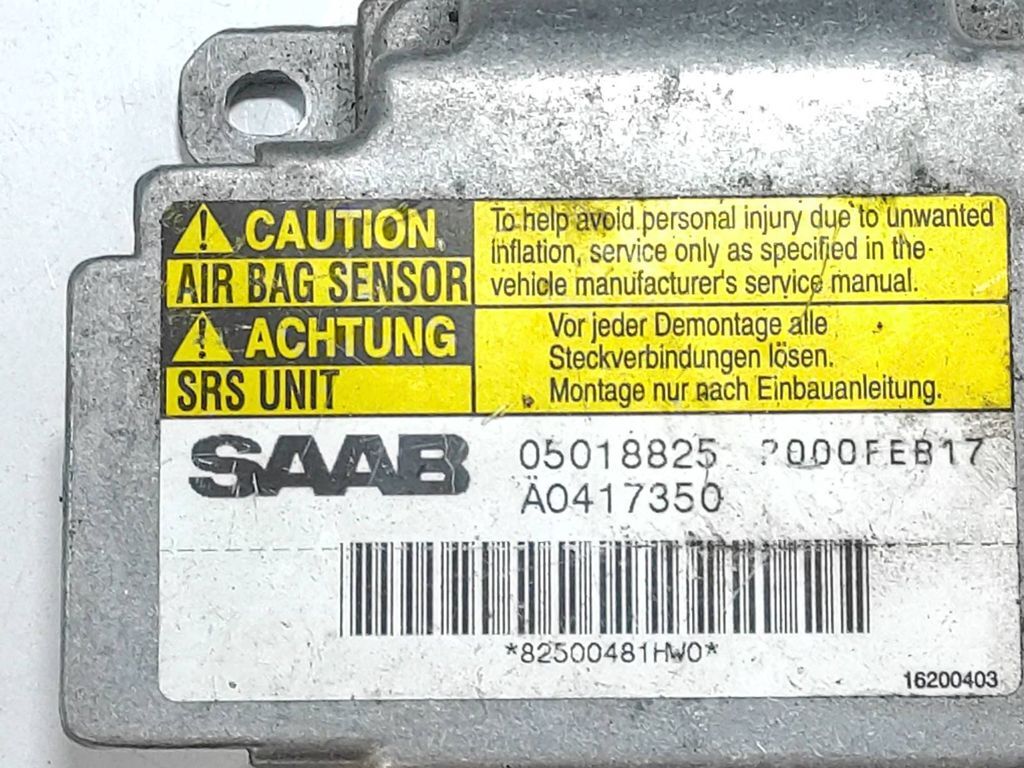 CAUTION
AIR BAG SENSOR
To help avoid personal injury due to unwanted
Inflation, service only as specified in the
vehicle manufacturer's service manual.
ACHTUNG
SRS UNIT
Vor jeder Demontage alle
Steckverbindungen lösen.
Montage nur nach Einbauanleitung.
SAAB
05018825 2000FEB17
A0417350
*82500481HW0*
16200403